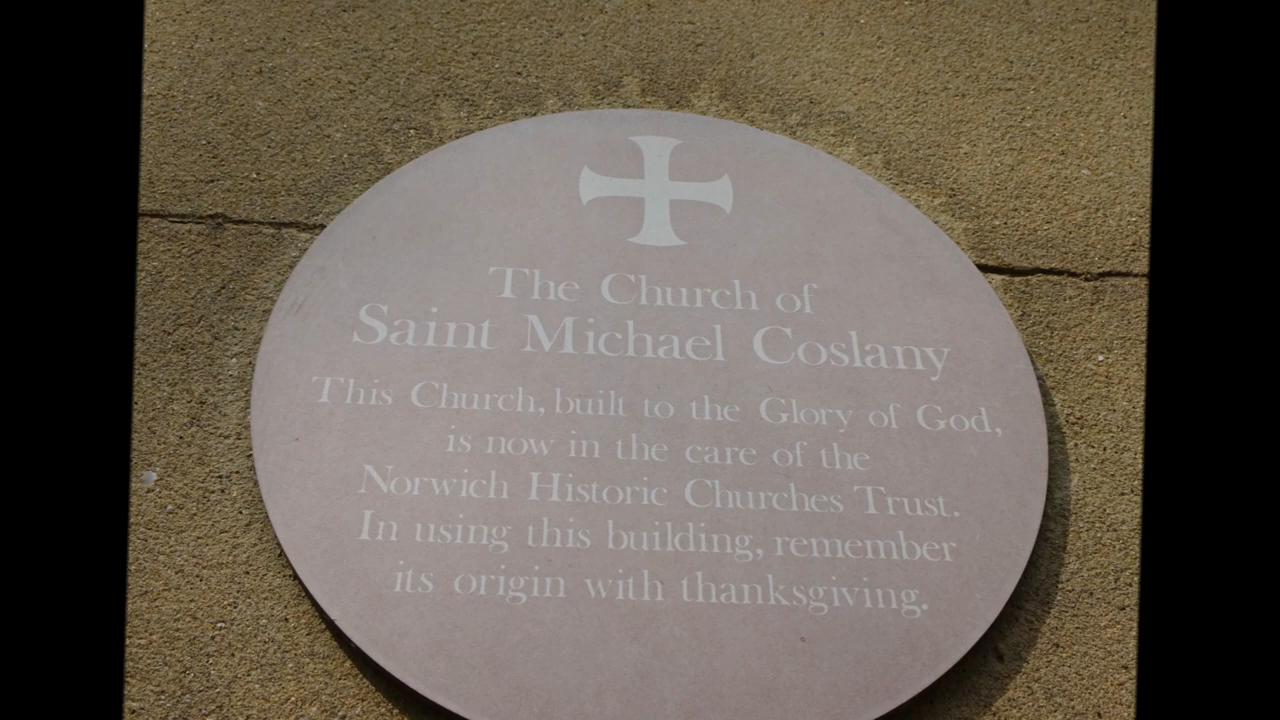 The Church of
Saint Michael Coslany
This Church, built to the Glory of God,
is now in the care of the
Norwich Historic Churches Trust.
In using this building, remember
its origin with thanksgiving.